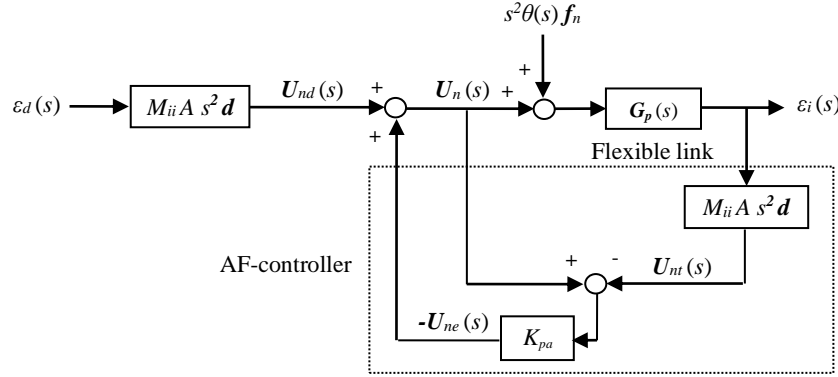 s²θ(s) fₙ
+
εd(s)
Mii A s² d
Und(s)
+
+
Un(s)
+
Gp(s)
εi(s)
Flexible link
Mii A s² d
AF-controller
+
-
Unt(s)
-Une(s)
Kpa